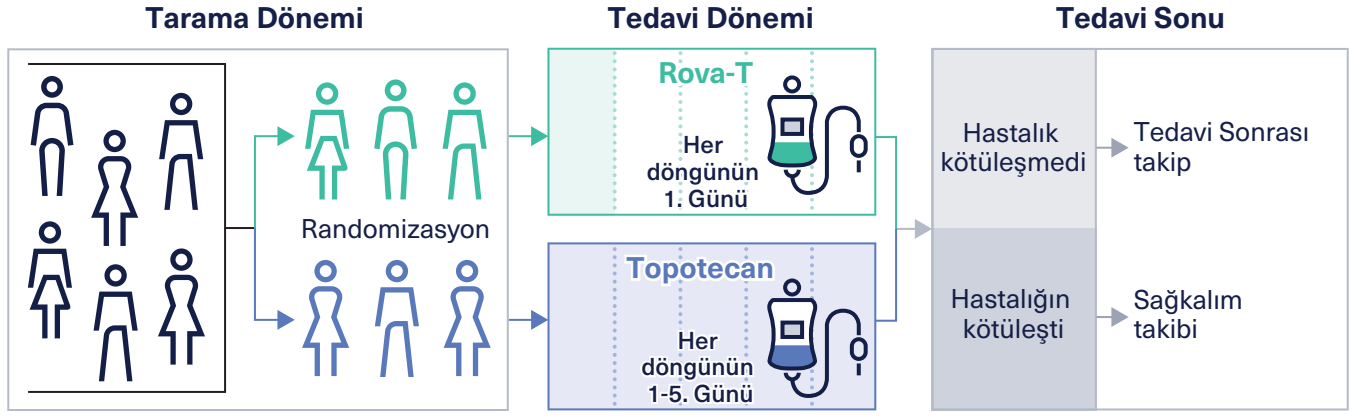 Tarama Dönemi
Tedavi Dönemi
Tedavi Sonu
Randomizasyon
Rova-T
Her
döngünün
1. Günü
Topotecan
Her
döngünün
1-5. Günü
Hastalık
kötüleşmedi
Tedavi Sonrası
takip
Hastalığın
kötüleşti
Sağkalım
takibi